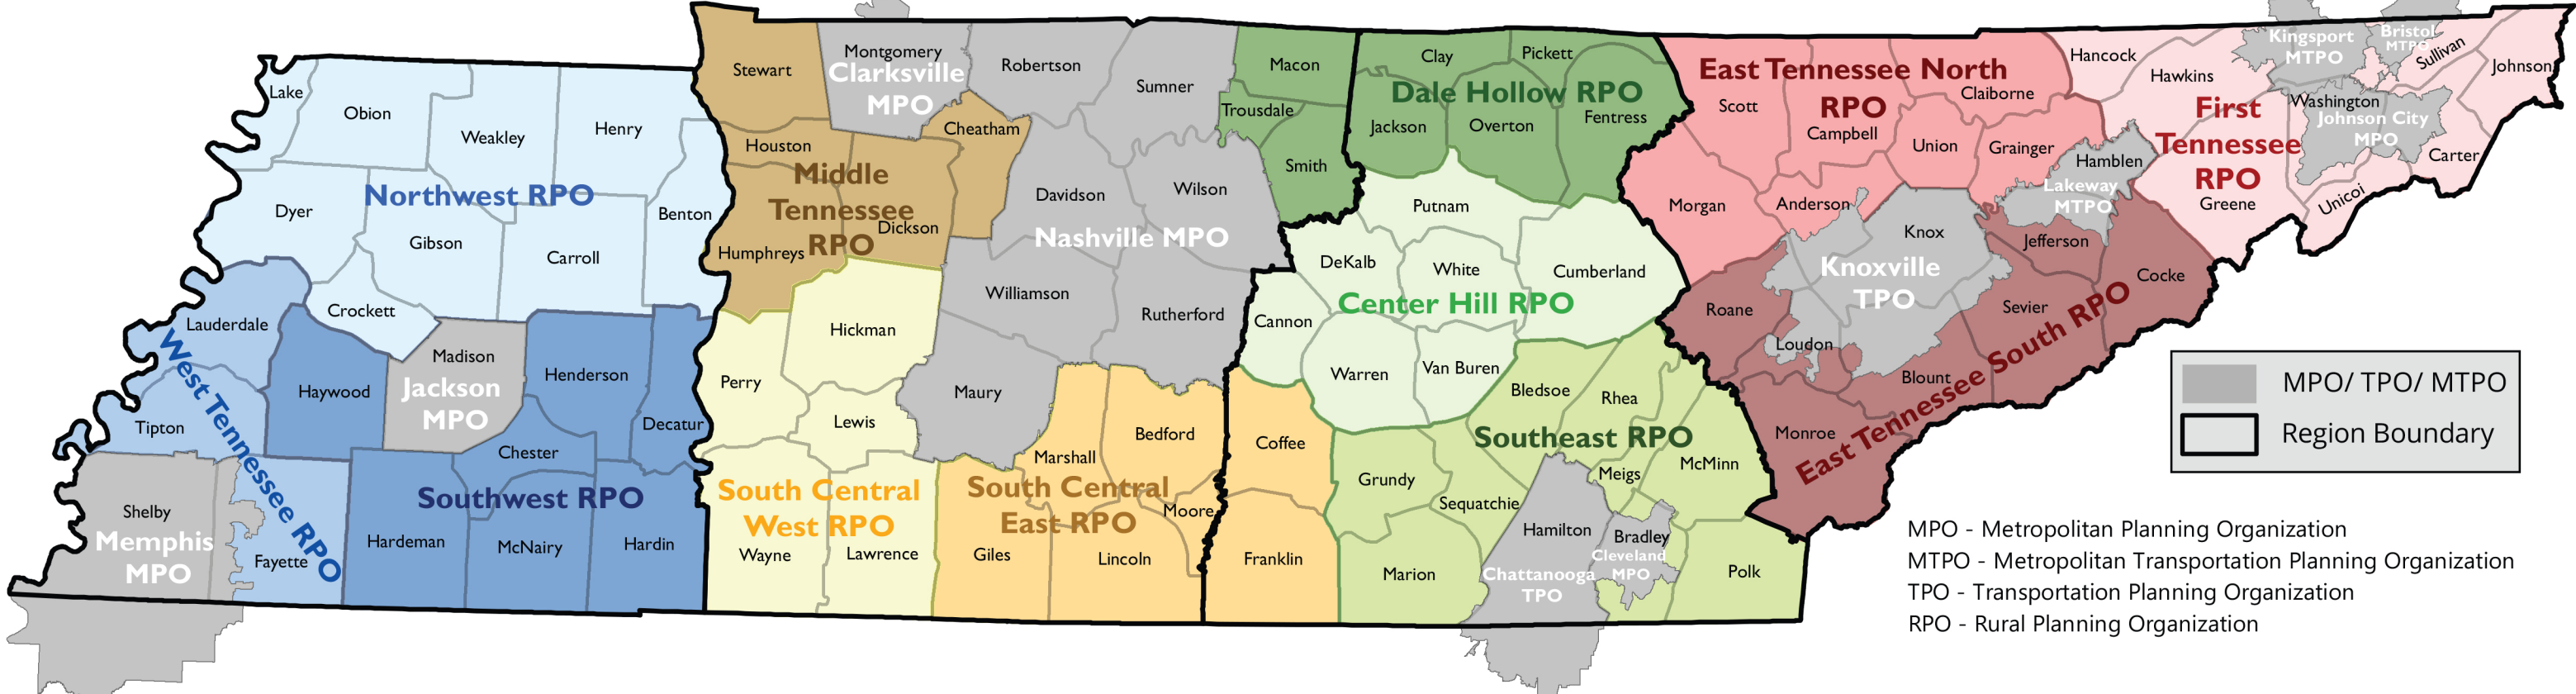 Lake
Obion
Weakley
Henry
Northwest RPO
Dyer
Gibson
Carroll
Benton
Crockett
Lauderdale
West Tennessee RPO
Tipton
Fayette
Shelby
Memphis
MPO
Haywood
Madison
Jackson
MPO
Henderson
Decatur
Chester
Southwest RPO
Hardeman
McNairy
Hardin
Stewart
Montgomery
Clarksville
MPO
Robertson
Sumner
Houston
Cheatham
Middle
Tennessee
RPO
Dickson
Humphreys
Davidson
Wilson
Nashville MPO
Williamson
Rutherford
Maury
Hickman
Perry
Lewis
South Central
West RPO
Wayne
Lawrence
Marshall
Bedford
South Central
East RPO
Moore
Giles
Lincoln
Coffee
Franklin
Macon
Trousdale
Smith
Clay
Pickett
Dale Hollow RPO
Jackson
Overton
Fentress
Putnam
DeKalb
White
Cumberland
Center Hill RPO
Cannon
Warren
Van Buren
Bledsoe
Rhea
Southeast RPO
Grundy
Sequatchie
Meigs
McMinn
Marion
Hamilton
Chattanooga
TPO
Bradley
Cleveland
MPO
Polk
East Tennessee North
RPO
Scott
Claiborne
Campbell
Union
Grainger
Morgan
Anderson
Hamblen
Lakeway
MTPO
Knox
Knoxville
TPO
Roane
Loudon
Jefferson
Cocke
Sevier
Blount
Monroe
East Tennessee South RPO
Hancock
Hawkins
Kingsport
MTPO
Bristol
MTPO
Sullivan
Johnson
First
Tennessee
RPO
Washington
Johnson City
MPO
Carter
Unicoi
Greene
MPO/ TPO/ MTPO
Region Boundary
MPO - Metropolitan Planning Organization
MTPO - Metropolitan Transportation Planning Organization
TPO - Transportation Planning Organization
RPO - Rural Planning Organization